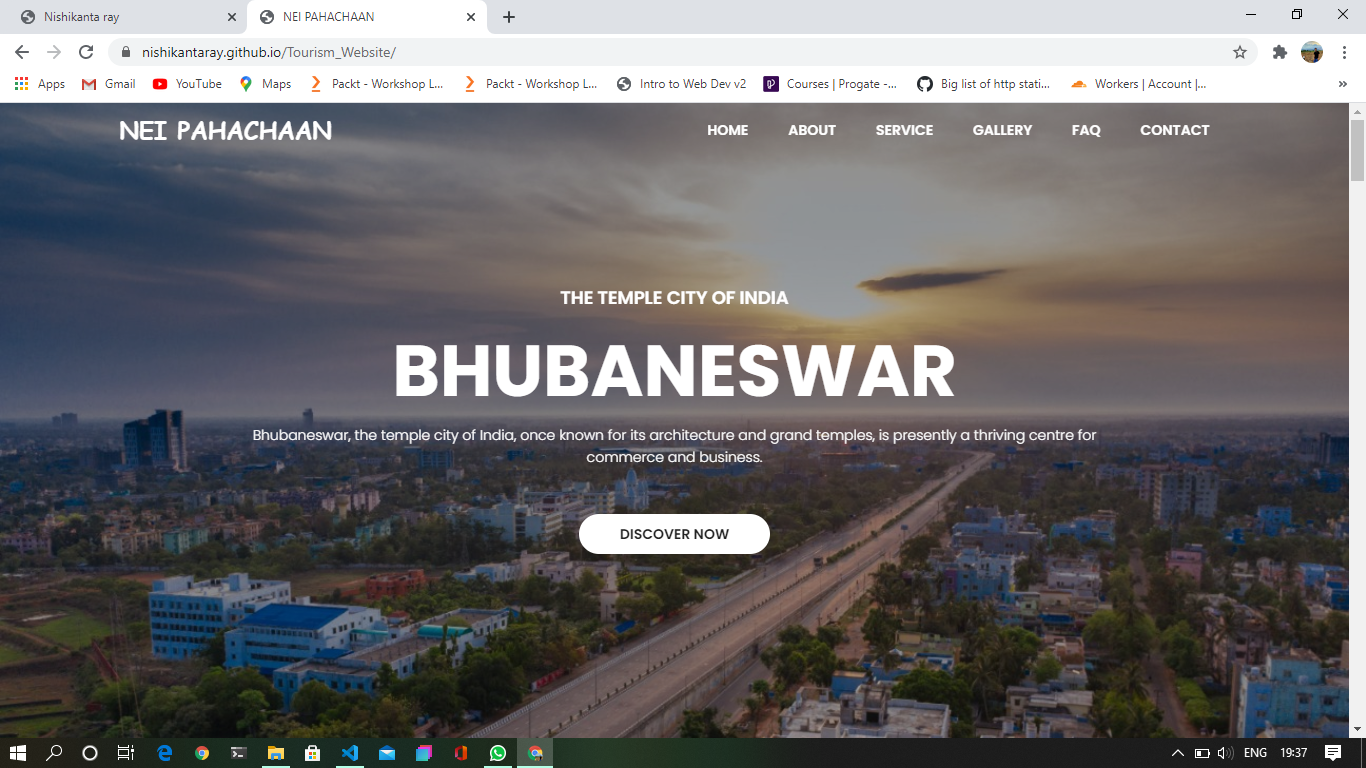 Nishikanta ray
NEI PAHACHAAN
nishikantaray.github.io/Tourism_Website/
Apps
Gmail
YouTube
Maps
Packt - Workshop L...
Packt - Workshop L...
Intro to Web Dev v2
Courses | Progate -...
Big list of http stati...
Workers | Account |...
»
NEI PAHACHAAN
HOME
ABOUT
SERVICE
GALLERY
FAQ
CONTACT
THE TEMPLE CITY OF INDIA
BHUBANESWAR
Bhubaneswar, the temple city of India, once known for its architecture and grand temples, is presently a thriving centre for
commerce and business.
DISCOVER NOW
ENG
19:37